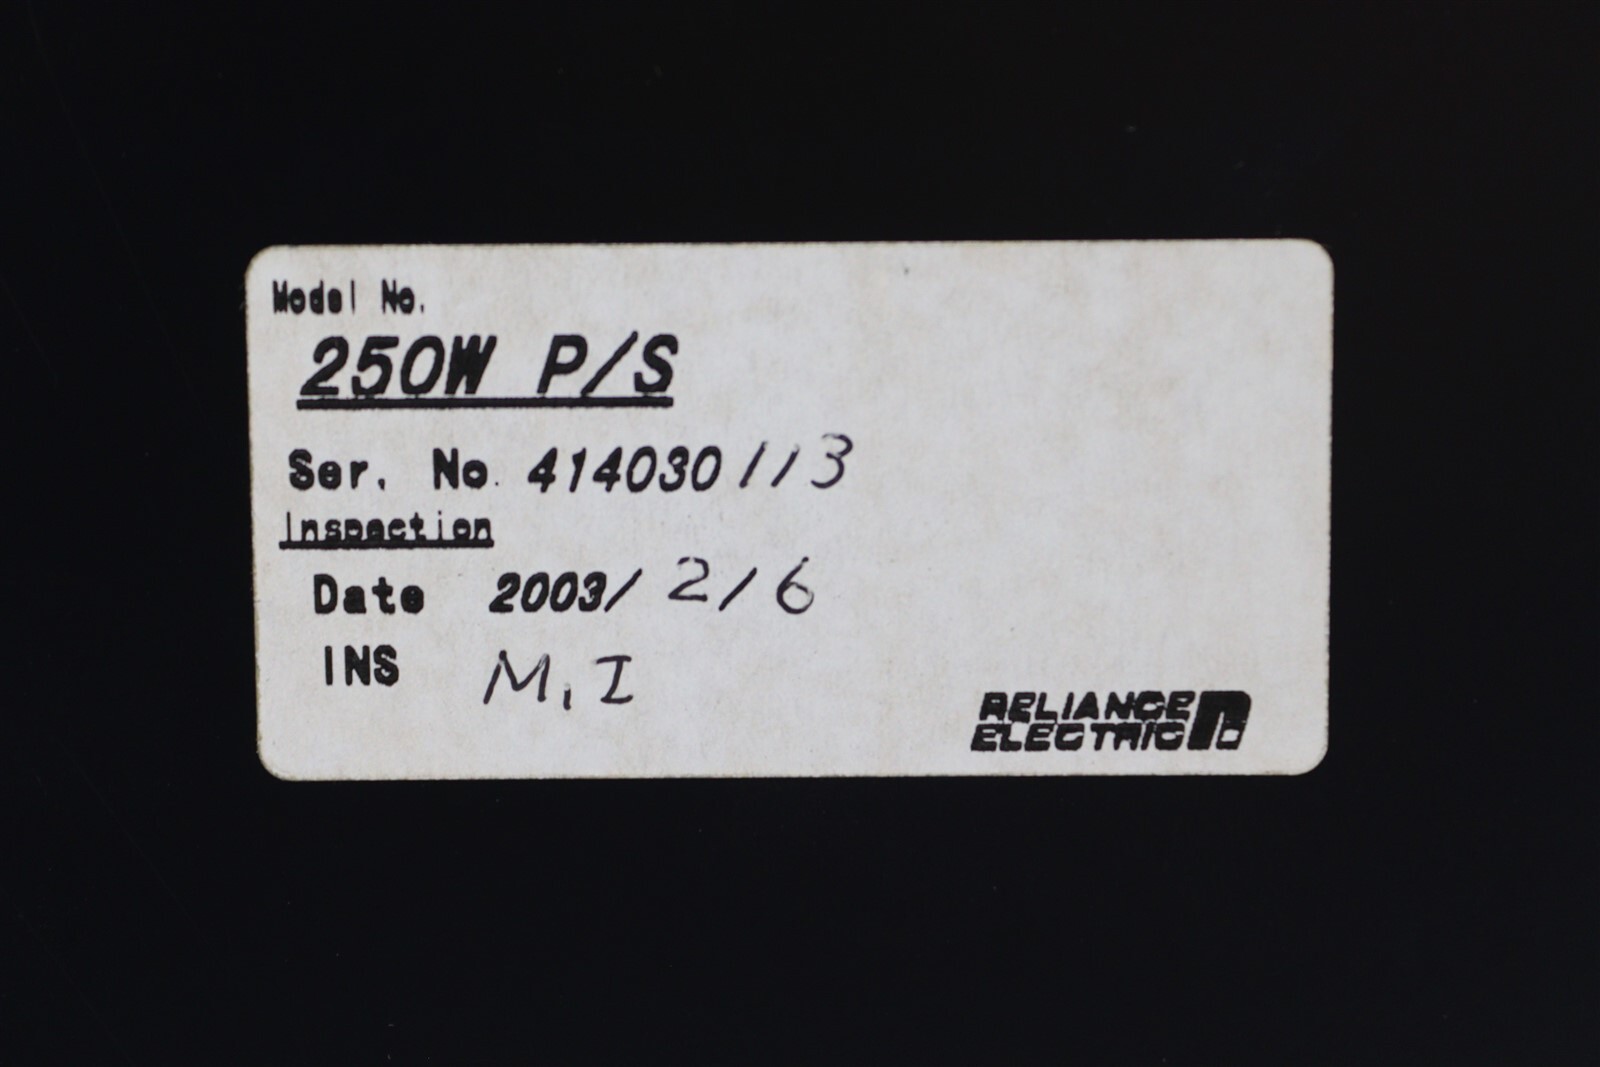 Model No.
250W P/S
Ser. No. 414030113
Inspection
Date 2003/2/6
INS M.I
RELIANCE
ELECTRIC